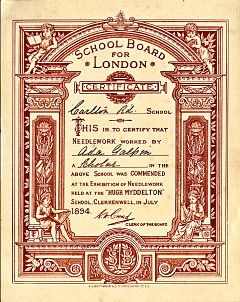 SCHOOL BOARD
FOR
LONDON
CERTIFICATE
Carlton Rd. SCHOOL
THIS IS TO CERTIFY THAT
NEEDLEWORK WORKED BY
Ada Galpin
A Scholar IN THE
ABOVE SCHOOL WAS COMMENDED
AT THE EXHIBITION OF NEEDLEWORK
HELD AT THE "HUGH MYDDELTON"
SCHOOL, CLERKENWELL, IN JULY
1894.
CLERK OF THE BOARD.